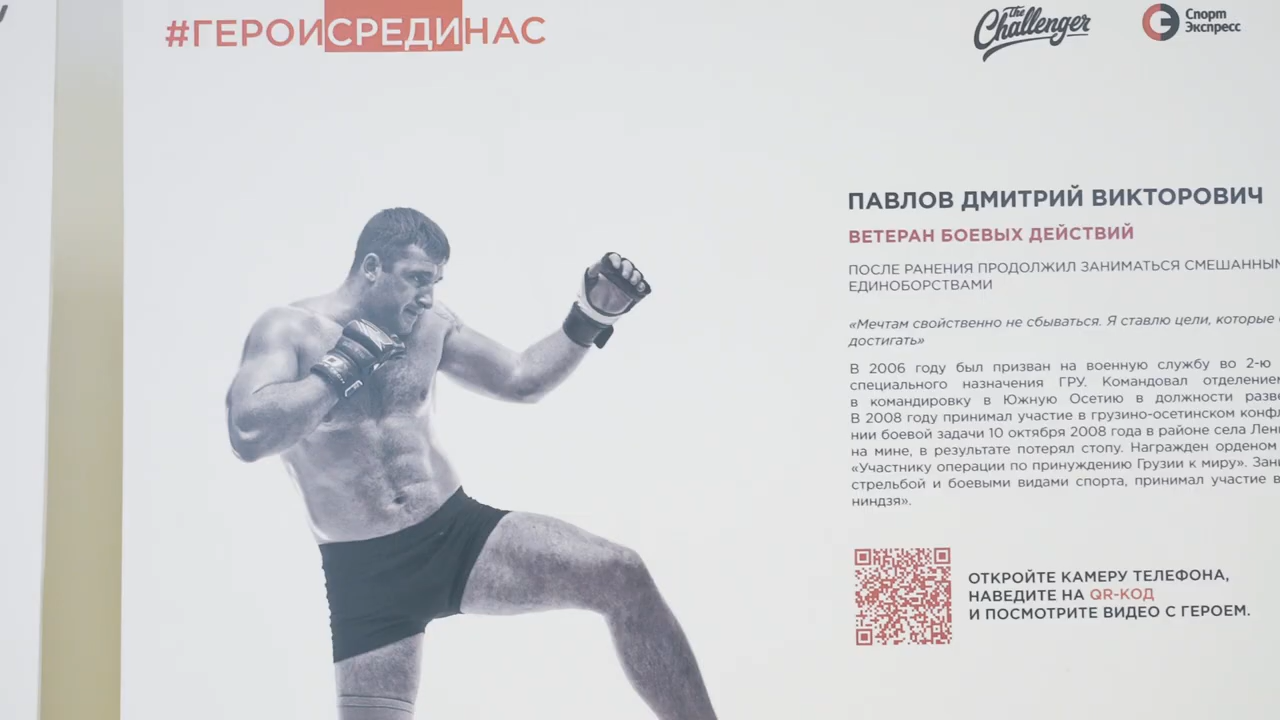 #ГЕРОИСРЕДИНАС
The Challenger
Спорт Экспресс
ПАВЛОВ ДМИТРИЙ ВИКТОРОВИЧ
ВЕТЕРАН БОЕВЫХ ДЕЙСТВИЙ
ПОСЛЕ РАНЕНИЯ ПРОДОЛЖИЛ ЗАНИМАТЬСЯ СМЕШАННЫМ
ЕДИНОБОРСТВАМИ
«Мечтам свойственно не сбываться. Я ставлю цели, которые
достигать»
В 2006 году был призван на военную службу во 2-ю
специального назначения ГРУ. Командовал отделением
в командировку в Южную Осетию в должности разве
В 2008 году принимал участие в грузино-осетинском конфл
нии боевой задачи 10 октября 2008 года в районе села Лен
на мине, в результате потерял стопу. Награжден орденом
«Участнику операции по принуждению Грузии к миру». Зан
стрельбой и боевыми видами спорта, принимал участие в
ниндзя».
ОТКРОЙТЕ КАМЕРУ ТЕЛЕФОНА,
НАВЕДИТЕ НА QR-КОД
И ПОСМОТРИТЕ ВИДЕО С ГЕРОЕМ.